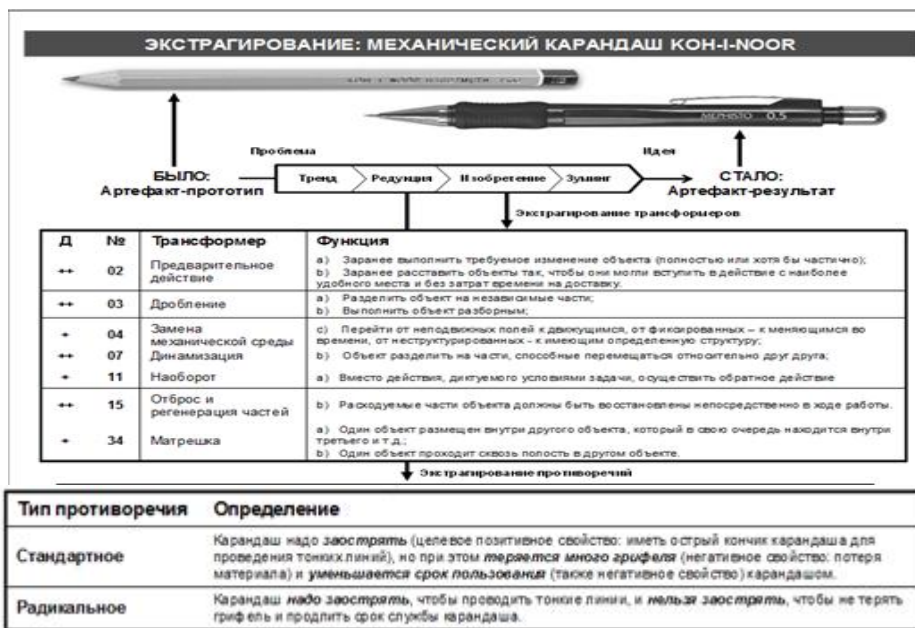 ЭКСТРАГИРОВАНИЕ: МЕХАНИЧЕСКИЙ КАРАНДАШ KOH-I-NOOR
MEPHISTO 0.5
Проблема
Идея
БЫЛО:
Артефакт-прототип
Тренд
Редукция
Изобретение
Зуминг
СТАЛО:
Артефакт-результат
Экстрагирование трансформеров
Д № Трансформер Функция
++ 02 Предварительное действие
a) Заранее выполнить требуемое изменение объекта (полностью или хотя бы частично);
b) Заранее расставить объекты так, чтобы они могли вступить в действие с наиболее
удобного места и без затрат времени на доставку.
++ 03 Дробление
a) Разделить объект на независимые части;
b) Выполнить объект разборным;
+ 04 Замена механической среды
c) Перейти от неподвижных полей к движущимся, от фиксированных – к меняющимся во
времени, от неструктурированных - к имеющим определенную структуру;
++ 07 Динамизация
b) Объект разделить на части, способные перемещаться относительно друг друга;
+ 11 Наоборот
a) Вместо действия, диктуемого условиями задачи, осуществить обратное действие
++ 15 Отброс и регенерация частей
b) Расходуемые части объекта должны быть восстановлены непосредственно в ходе работы.
+ 34 Матрешка
a) Один объект размещен внутри другого объекта, который в свою очередь находится внутри
третьего и т.д.;
b) Один объект проходит сквозь полость в другом объекте.
Экстрагирование противоречий
Тип противоречия Определение
Стандартное
Карандаш надо заострять (целевое позитивное свойство: иметь острый кончик карандаша для
проведения тонких линий), но при этом теряется много грифеля (негативное свойство: потеря
материала) и уменьшается срок пользования (также негативное свойство) карандашом.
Радикальное
Карандаш надо заострять, чтобы проводить тонкие линии, и нельзя заострять, чтобы не терять
грифель и продлить срок службы карандаша.